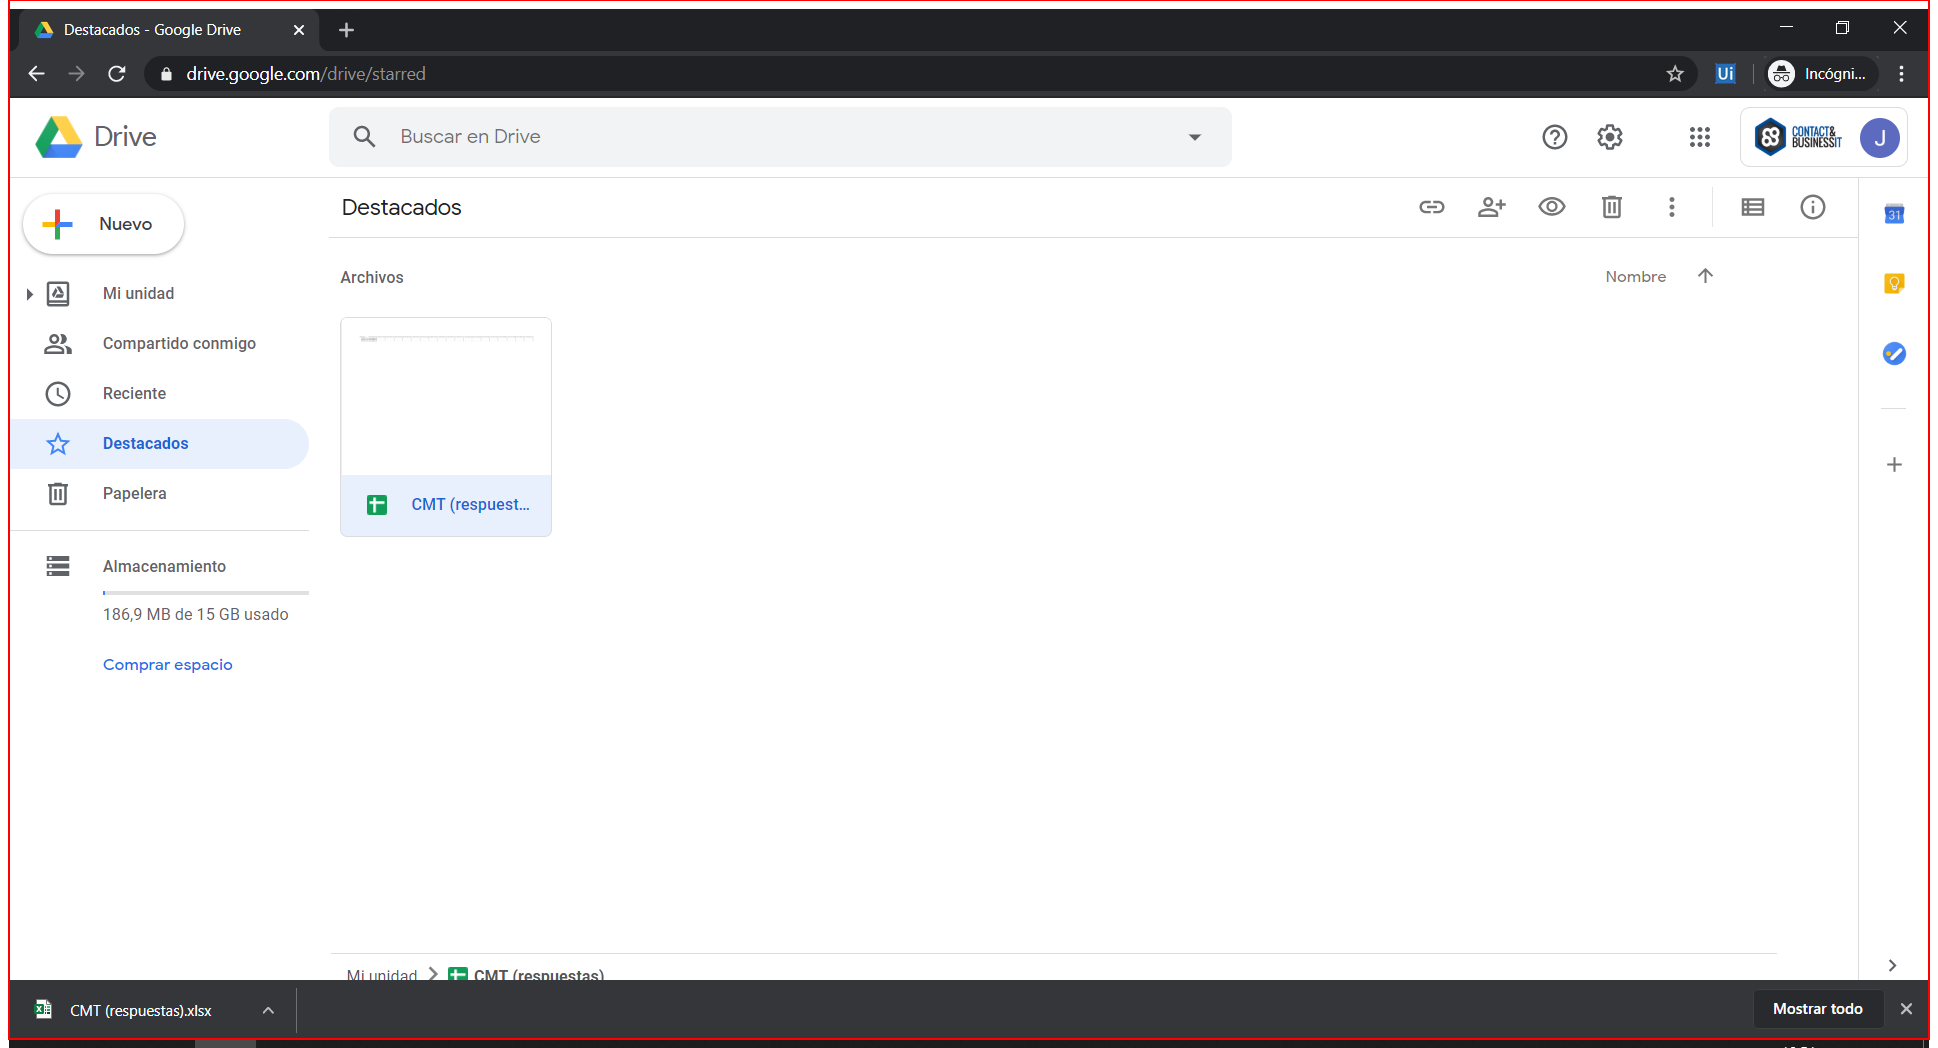 Destacados - Google Drive
drive.google.com/drive/starred
Ui
Incógni...
Drive
Buscar en Drive
CONTACT&
BUSINESSIT
J
Nuevo
Destacados
31
Archivos
Nombre
Mi unidad
Compartido conmigo
Reciente
Destacados
Papelera
CMT (respuest...
Almacenamiento
186,9 MB de 15 GB usado
Comprar espacio
Mi unidad > CMT (respuestas)
CMT (respuestas).xlsx
Mostrar todo